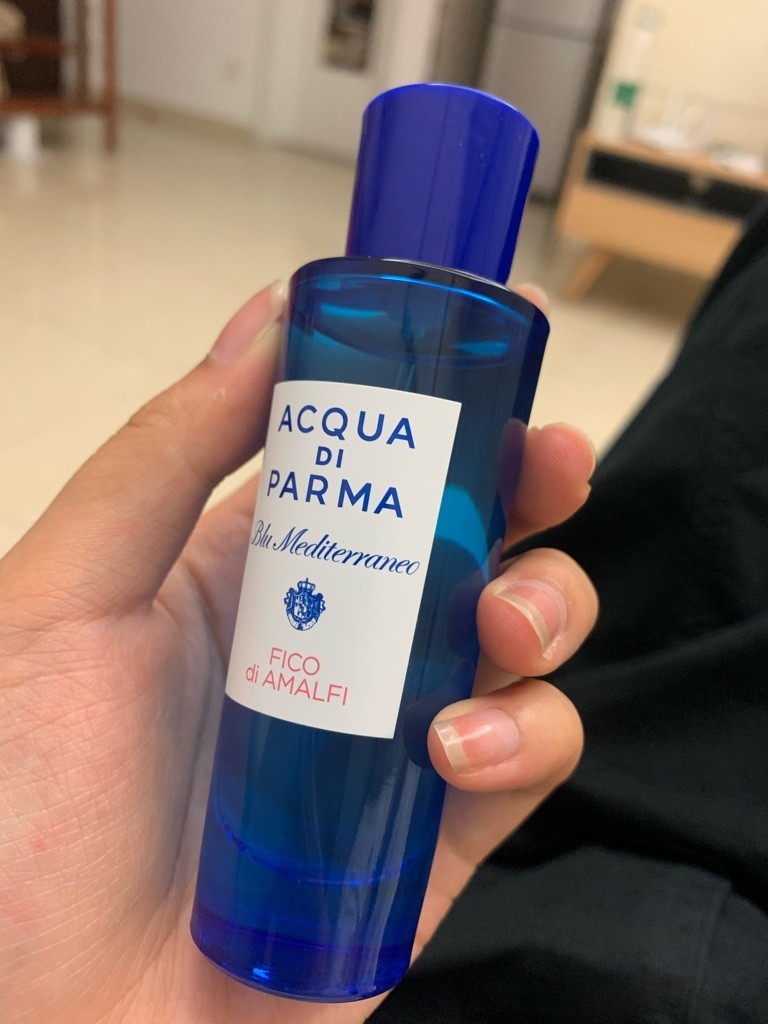 ACQUA
DI
PARMA
Blu Mediterraneo
FICO
di AMALFI